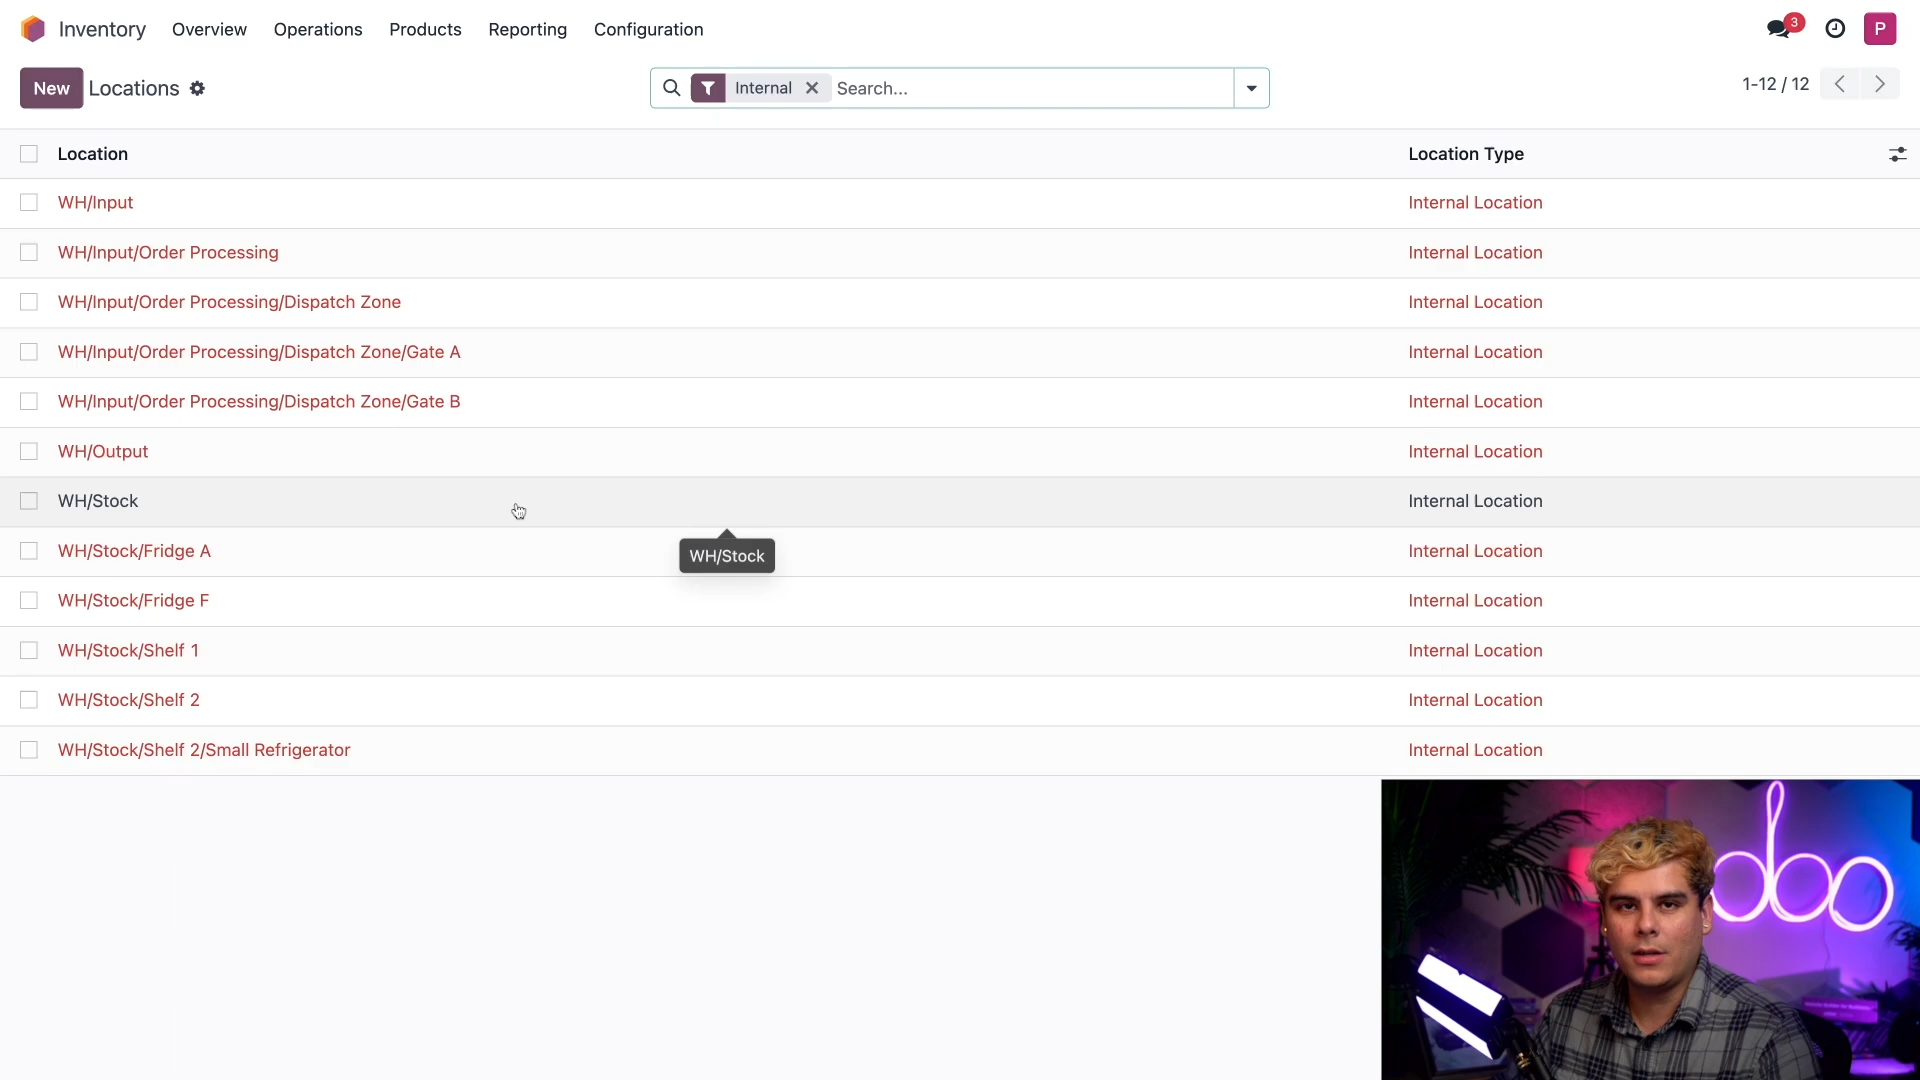 Inventory Overview Operations Products Reporting Configuration 3 P
New Locations Internal Search... 1-12 / 12
Location Location Type
WH/Input Internal Location
WH/Input/Order Processing Internal Location
WH/Input/Order Processing/Dispatch Zone Internal Location
WH/Input/Order Processing/Dispatch Zone/Gate A Internal Location
WH/Input/Order Processing/Dispatch Zone/Gate B Internal Location
WH/Output Internal Location
WH/Stock Internal Location
WH/Stock/Fridge A Internal Location
WH/Stock
WH/Stock/Fridge F Internal Location
WH/Stock/Shelf 1 Internal Location
WH/Stock/Shelf 2 Internal Location
WH/Stock/Shelf 2/Small Refrigerator Internal Location